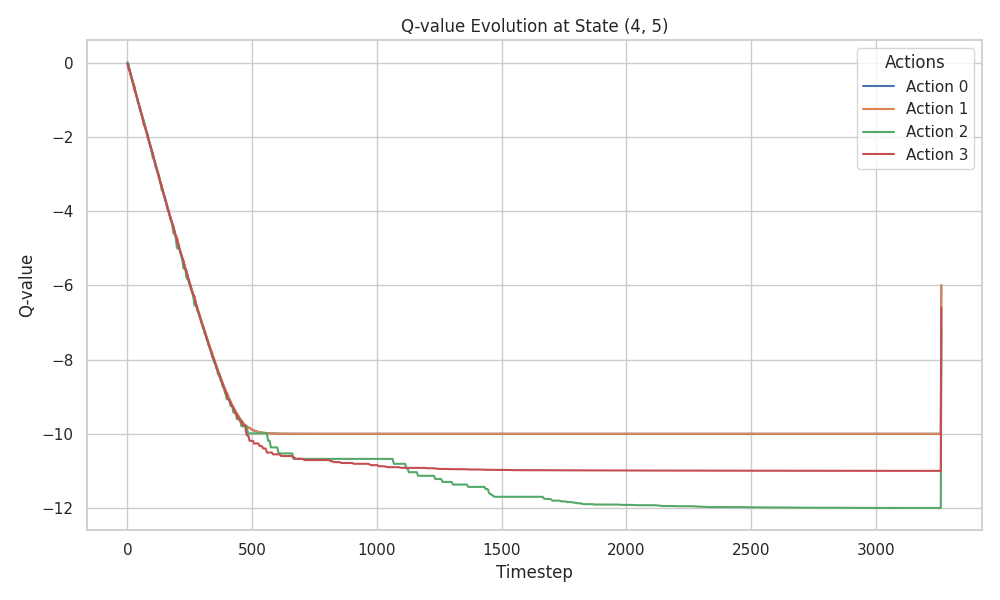 Q-value Evolution at State (4, 5)
Actions
Action 0
Action 1
Action 2
Action 3
Q-value
0
−2
−4
−6
−8
−10
−12
0 500 1000 1500 2000 2500 3000
Timestep